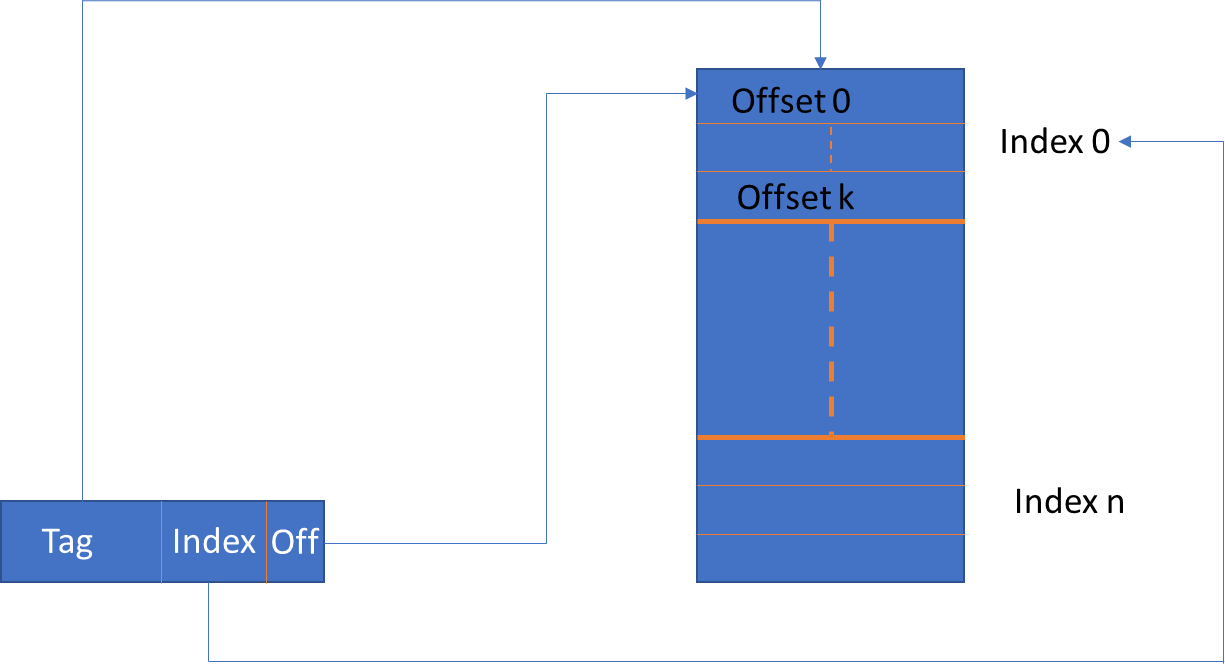 Offset 0
Index 0
Offset k
Index n
Tag Index Off